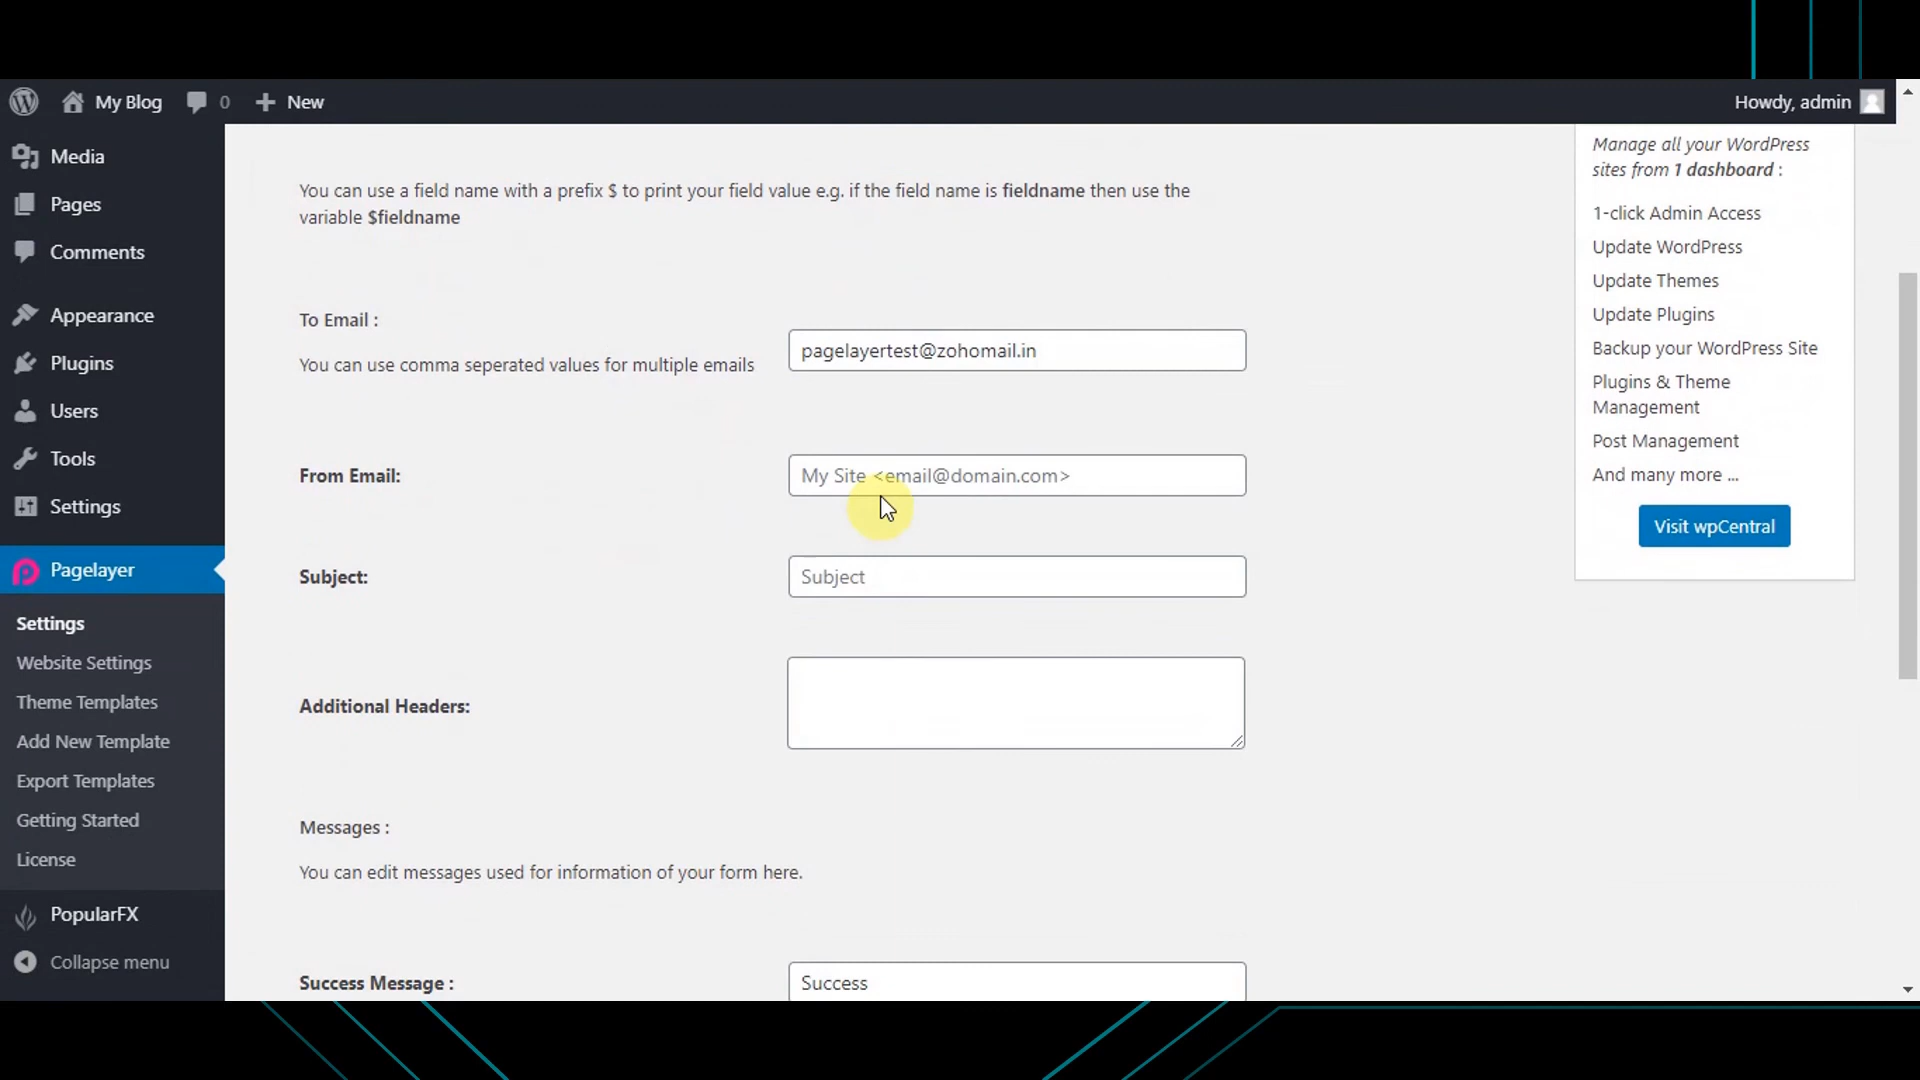 My Blog
0
New
Howdy, admin
Media
Pages
Comments
Appearance
Plugins
Users
Tools
Settings
Pagelayer
Settings
Website Settings
Theme Templates
Add New Template
Export Templates
Getting Started
License
PopularFX
Collapse menu
You can use a field name with a prefix $ to print your field value e.g. if the field name is fieldname then use the
variable $fieldname
To Email :
You can use comma seperated values for multiple emails
pagelayertest@zohomail.in
From Email:
My Site <email@domain.com>
Subject:
Subject
Additional Headers:
Messages :
You can edit messages used for information of your form here.
Success Message :
Success
Manage all your WordPress
sites from 1 dashboard :
1-click Admin Access
Update WordPress
Update Themes
Update Plugins
Backup your WordPress Site
Plugins & Theme
Management
Post Management
And many more ...
Visit wpCentral